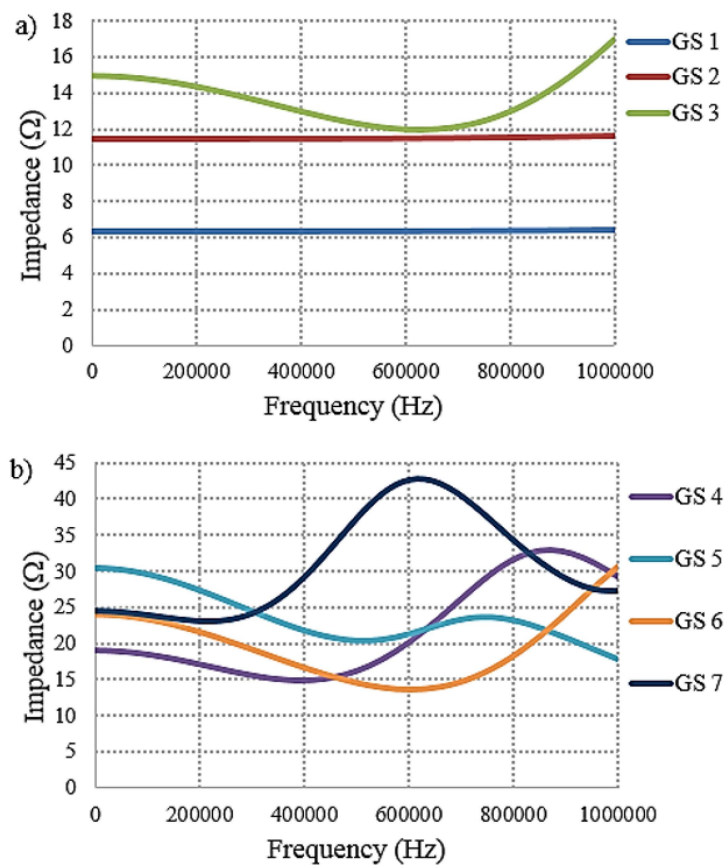 a)
18
16
14
12
10
8
6
4
2
0
Impedance (Ω)
0 200000 400000 600000 800000 1000000
Frequency (Hz)
GS 1
GS 2
GS 3
b)
45
40
35
30
25
20
15
10
5
0
Impedance (Ω)
0 200000 400000 600000 800000 1000000
Frequency (Hz)
GS 4
GS 5
GS 6
GS 7